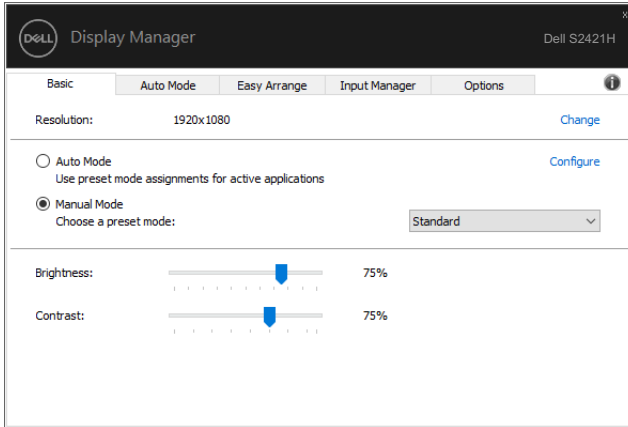 DELL Display Manager
x
Dell S2421H
Basic Auto Mode Easy Arrange Input Manager Options i
Resolution: 1920x1080 Change
Auto Mode Configure
Use preset mode assignments for active applications
Manual Mode
Choose a preset mode: Standard
Brightness: 75%
Contrast: 75%